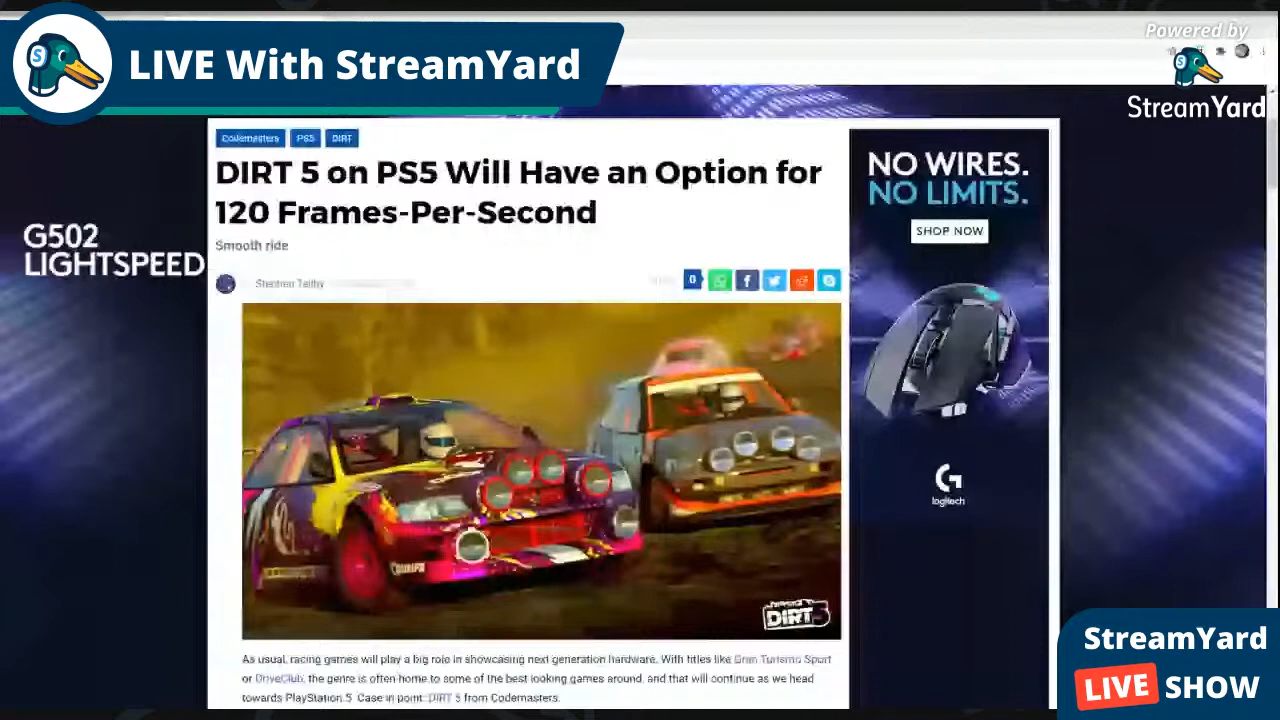 LIVE With StreamYard
Powered by
StreamYard
Codemasters PS5 DIRT
DIRT 5 on PS5 Will Have an Option for
120 Frames-Per-Second
Smooth ride
Stephen Tailby
0
G502
LIGHTSPEED
NO WIRES.
NO LIMITS.
SHOP NOW
logitech
DIRT 5
As usual, racing games will play a big role in showcasing next generation hardware. With titles like Gran Turismo Sport
or DriveClub, the genre is often home to some of the best looking games around, and that will continue as we head
towards PlayStation 5. Case in point: DIRT 5 from Codemasters.
StreamYard
LIVE SHOW